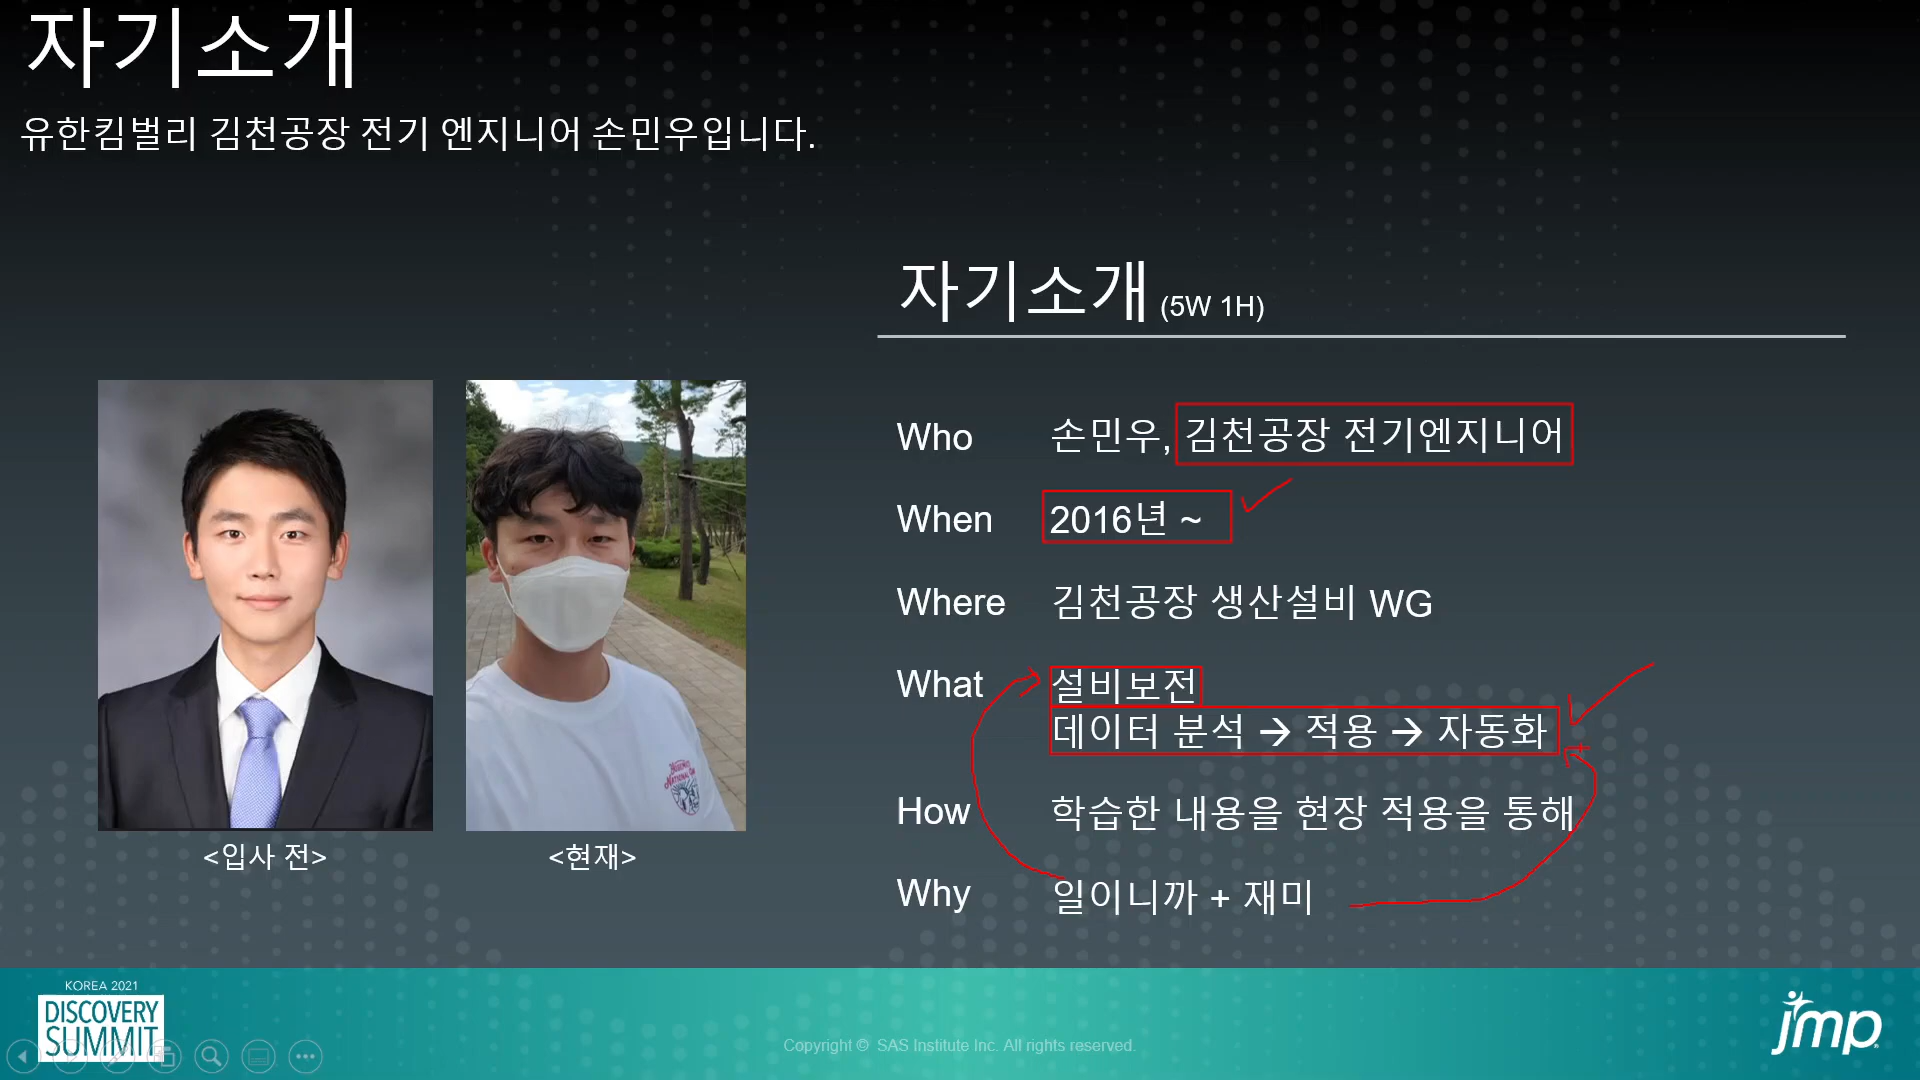 자기소개
유한킴벌리 김천공장 전기 엔지니어 손민우입니다.
자기소개 (5W 1H)
Who 손민우, 김천공장 전기엔지니어
When 2016년 ~
Where 김천공장 생산설비 WG
What 설비보전
데이터 분석 → 적용 → 자동화
How 학습한 내용을 현장 적용을 통해
Why 일이니까 + 재미
<입사 전>
<현재>
KOREA 2021
DISCOVERY
SUMMIT
Copyright © SAS Institute Inc. All rights reserved.
jmp